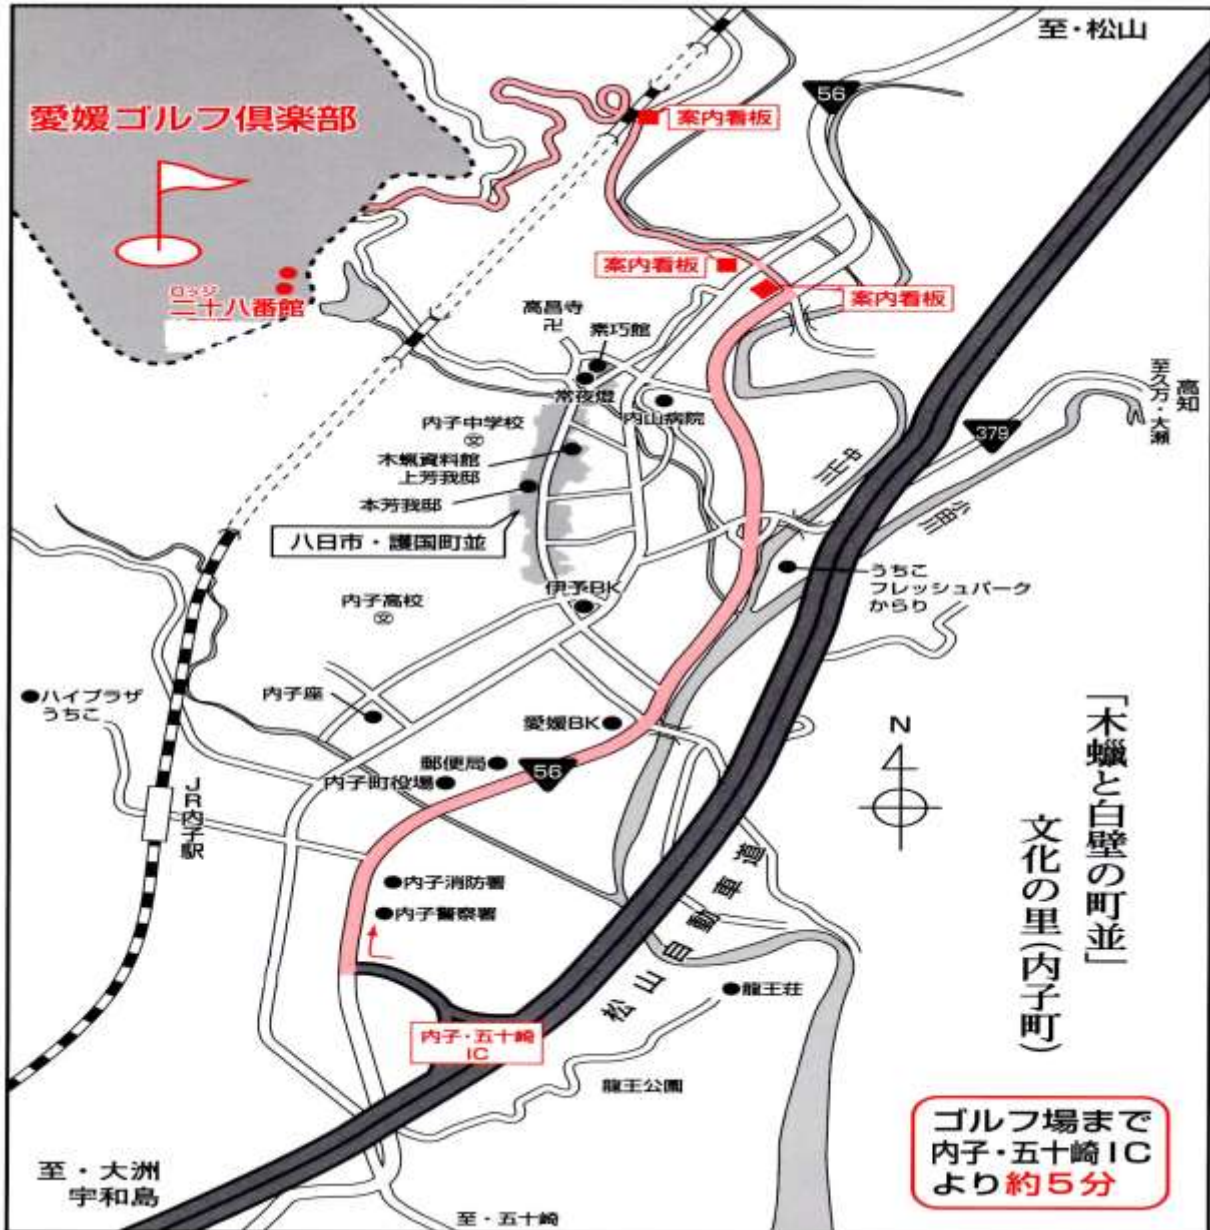 至・松山
愛媛ゴルフ倶楽部
56
案内看板
案内看板
案内看板
ロッジ
二十八番館
高昌寺
素巧館
常夜燈
内山病院
内子中学校
木蝋資料館
上芳我邸
本芳我邸
八日市・護国町並
中山川
379
小田川
高知
至久万・大瀬
うちこ
フレッシュパーク
からり
伊予BK
内子高校
内子座
ハイプラザ
うちこ
愛媛BK
郵便局
56
内子町役場
JR内子駅
N
「木蠟と白壁の町並」
文化の里(内子町)
内子消防署
内子警察署
松山自動車道
龍王荘
内子・五十崎
IC
龍王公園
ゴルフ場まで
内子・五十崎IC
より約5分
至・大洲
宇和島
至・五十崎